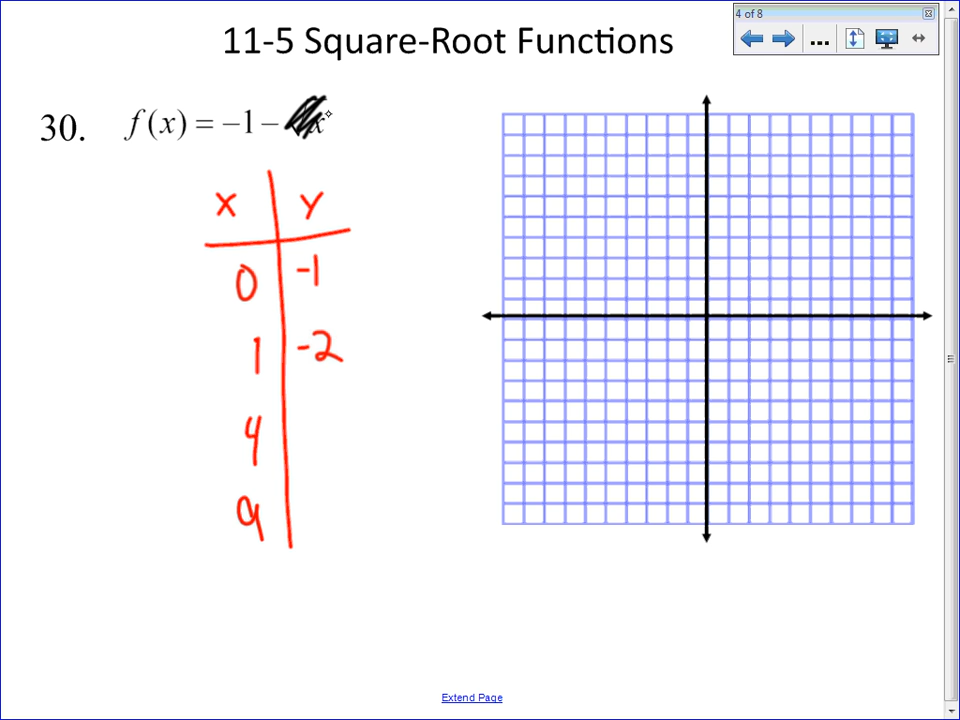 4 of 8
11-5 Square-Root Functions
30. f(x) = −1 − x
x y
0 -1
1 -2
4
9
Extend Page